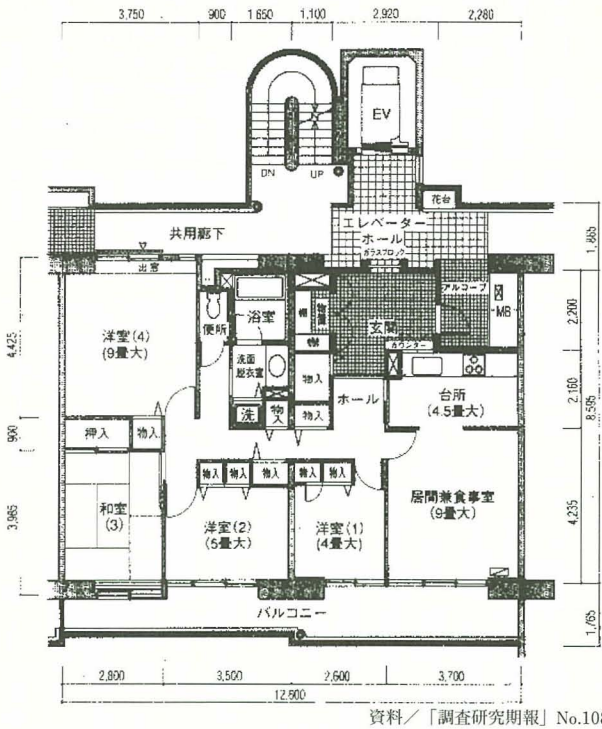 3,750 900 1,650 1,100 2,920 2,280
EV
DN UP
花台
共用廊下
エレベーター
ホール
ガラスブロック
出窓
アルコーブ
MB
洋室(4)
(9畳大)
便所
浴室
棚
物置
玄関
カウンター
洗面
脱衣室
物入
洗
物入
物入
ホール
台所
(4.5畳大)
押入
物入
物入
物入
物入
物入
物入
和室
(3)
洋室(2)
(5畳大)
洋室(1)
(4畳大)
居間兼食事室
(9畳大)
バルコニー
4,425
900
3,965
1,865
2,200
2,160
8,595
4,235
1,765
2,800 3,500 2,600 3,700
12,600
資料/「調査研究期報」No.108